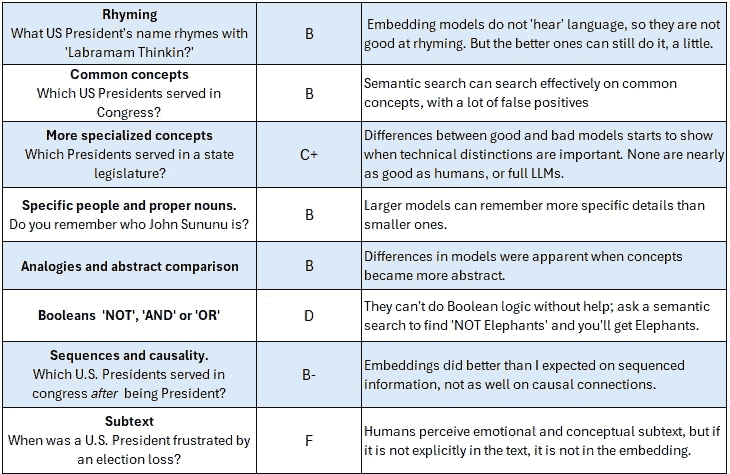 Rhyming
What US President's name rhymes with
'Labramam Thinkin?'
B
Embedding models do not 'hear' language, so they are not
good at rhyming. But the better ones can still do it, a little.
Common concepts
Which US Presidents served in
Congress?
B
Semantic search can search effectively on common
concepts, with a lot of false positives
More specialized concepts
Which Presidents served in a state
legislature?
C+
Differences between good and bad models starts to show
when technical distinctions are important. None are nearly
as good as humans, or full LLMs.
Specific people and proper nouns.
Do you remember who John Sununu is?
B
Larger models can remember more specific details than
smaller ones.
Analogies and abstract comparison
B
Differences in models were apparent when concepts
became more abstract.
Booleans 'NOT', 'AND' or 'OR'
D
They can't do Boolean logic without help; ask a semantic
search to find 'NOT Elephants' and you'll get Elephants.
Sequences and causality.
Which U.S. Presidents served in
congress after being President?
B-
Embeddings did better than I expected on sequenced
information, not as well on causal connections.
Subtext
When was a U.S. President frustrated by
an election loss?
F
Humans perceive emotional and conceptual subtext, but if
it is not explicitly in the text, it is not in the embedding.